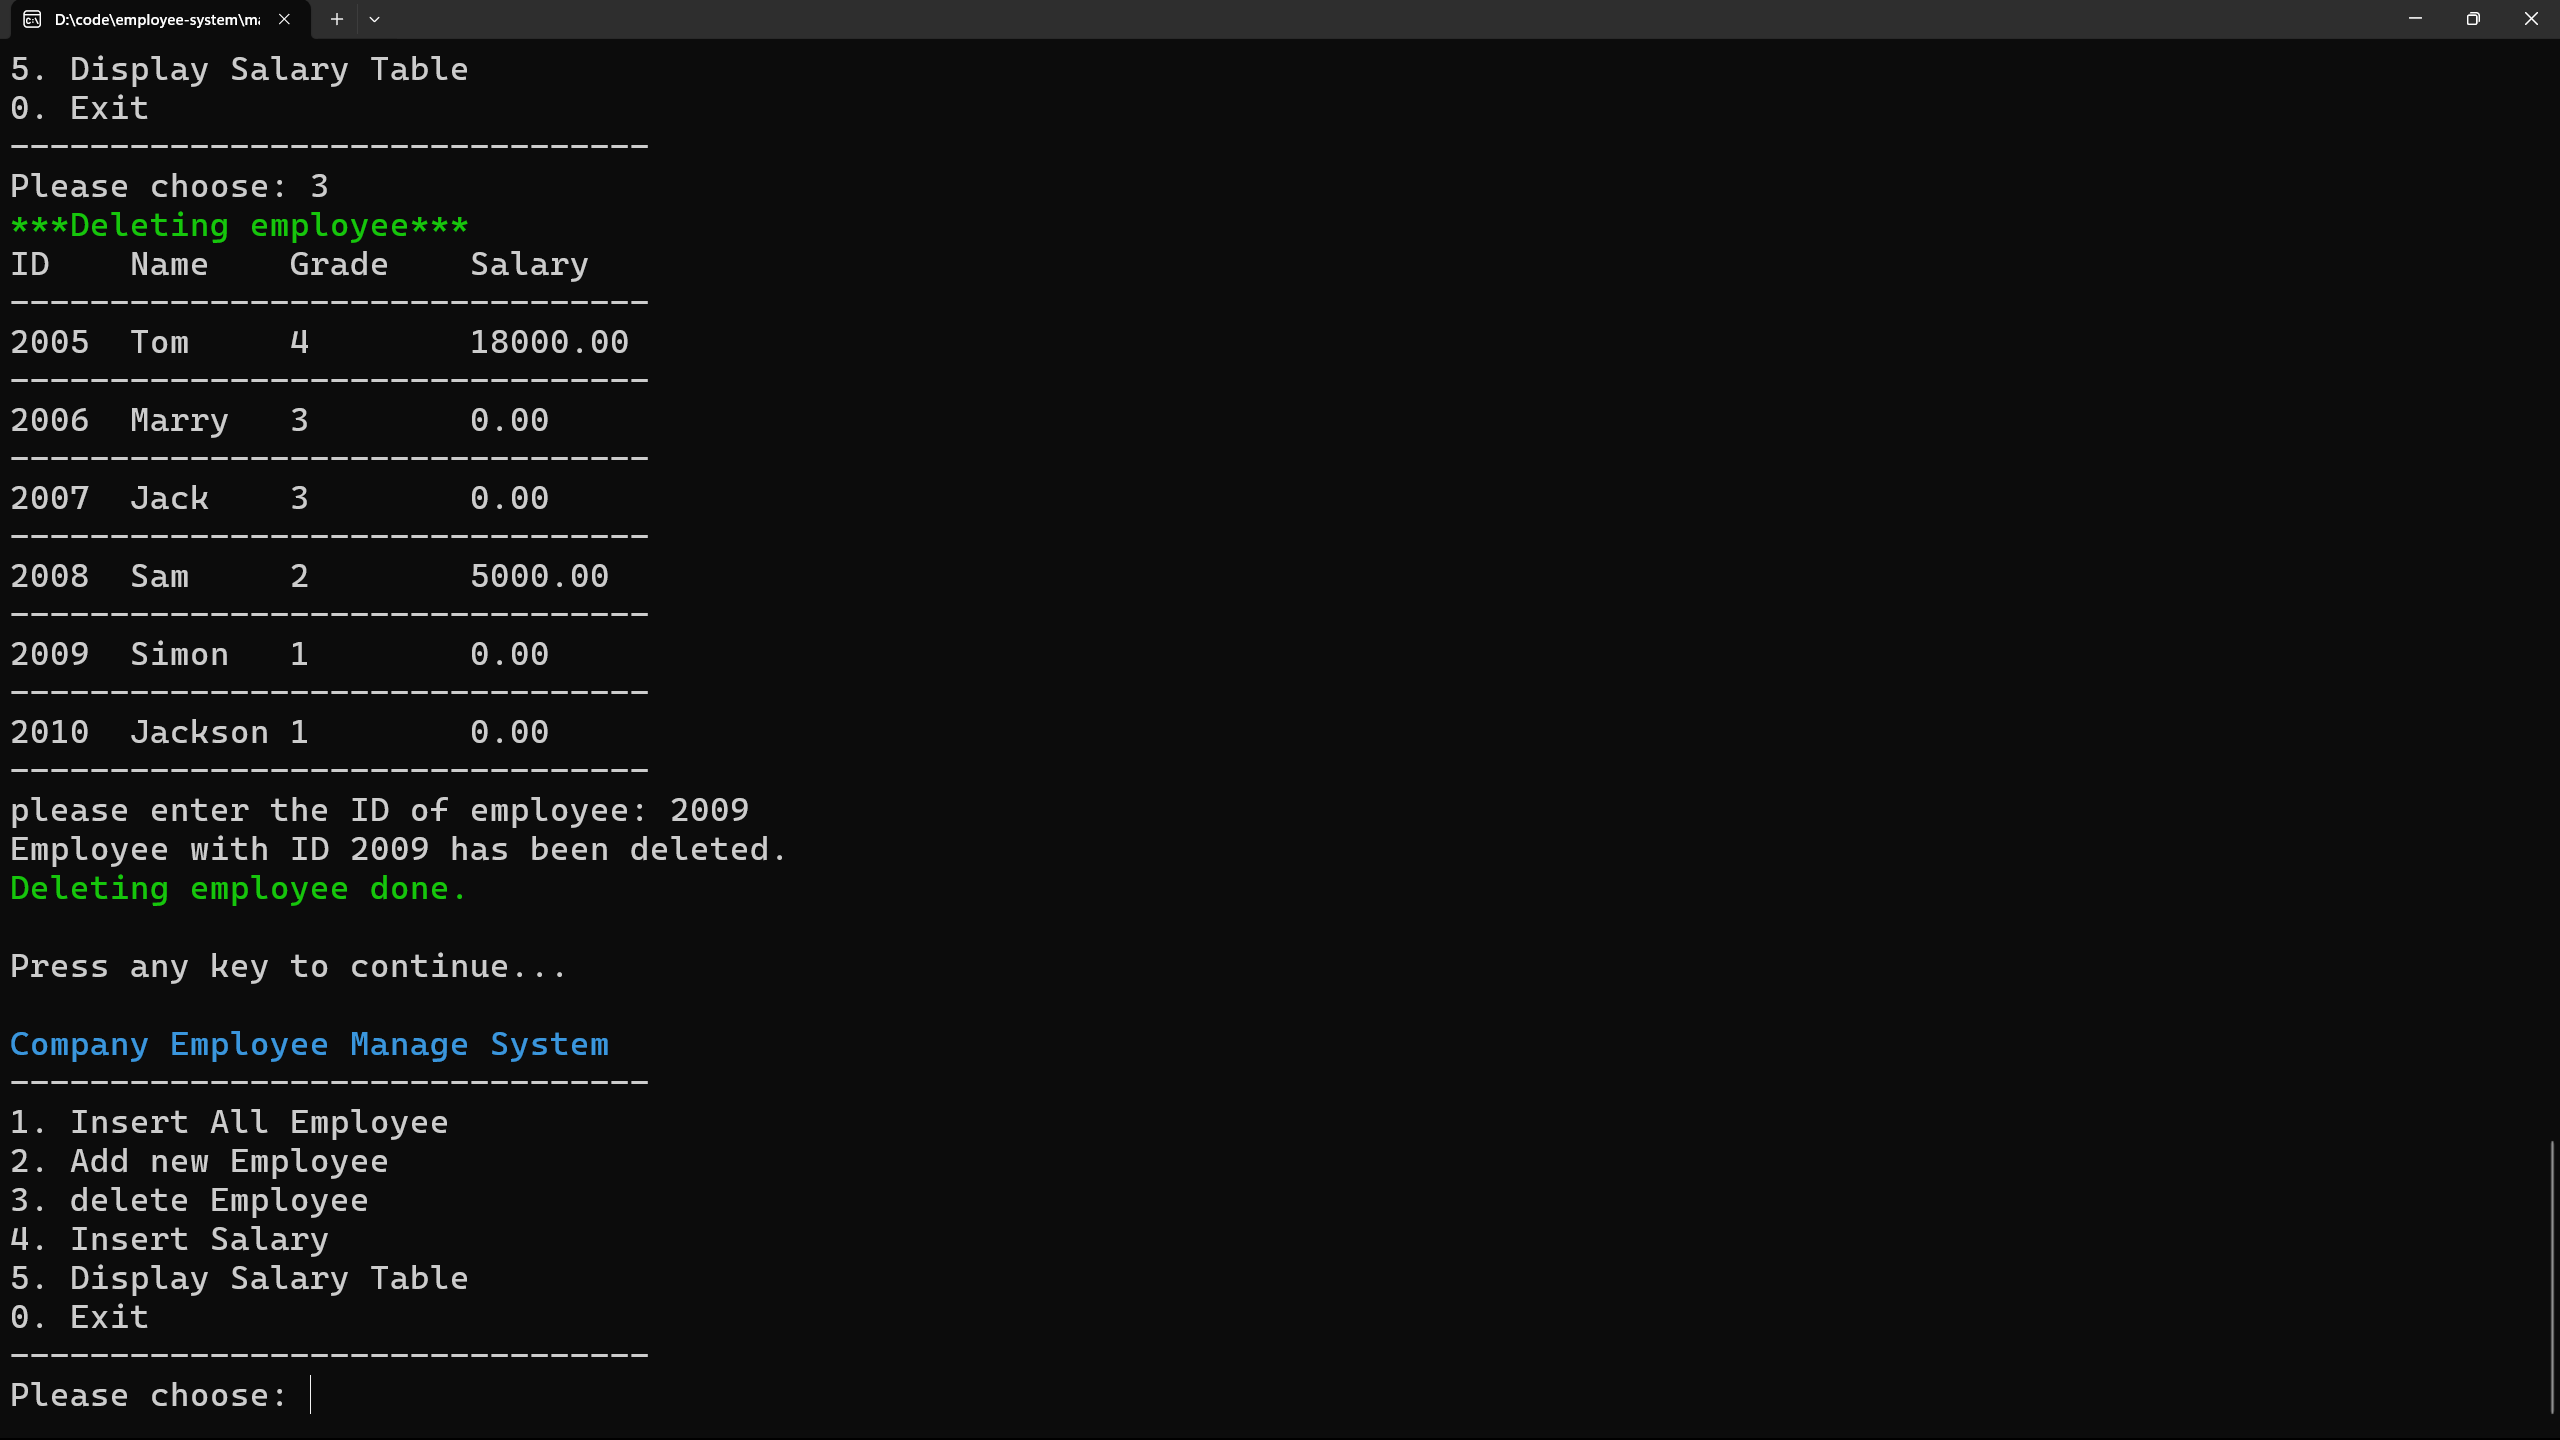 D:\code\employee-system\ma
5. Display Salary Table
0. Exit
--------------------------------
Please choose: 3
***Deleting employee***
ID    Name    Grade    Salary
--------------------------------
2005  Tom     4        18000.00
--------------------------------
2006  Marry   3        0.00
--------------------------------
2007  Jack    3        0.00
--------------------------------
2008  Sam     2        5000.00
--------------------------------
2009  Simon   1        0.00
--------------------------------
2010  Jackson 1        0.00
--------------------------------
please enter the ID of employee: 2009
Employee with ID 2009 has been deleted.
Deleting employee done.
Press any key to continue...
Company Employee Manage System
--------------------------------
1. Insert All Employee
2. Add new Employee
3. delete Employee
4. Insert Salary
5. Display Salary Table
0. Exit
--------------------------------
Please choose: